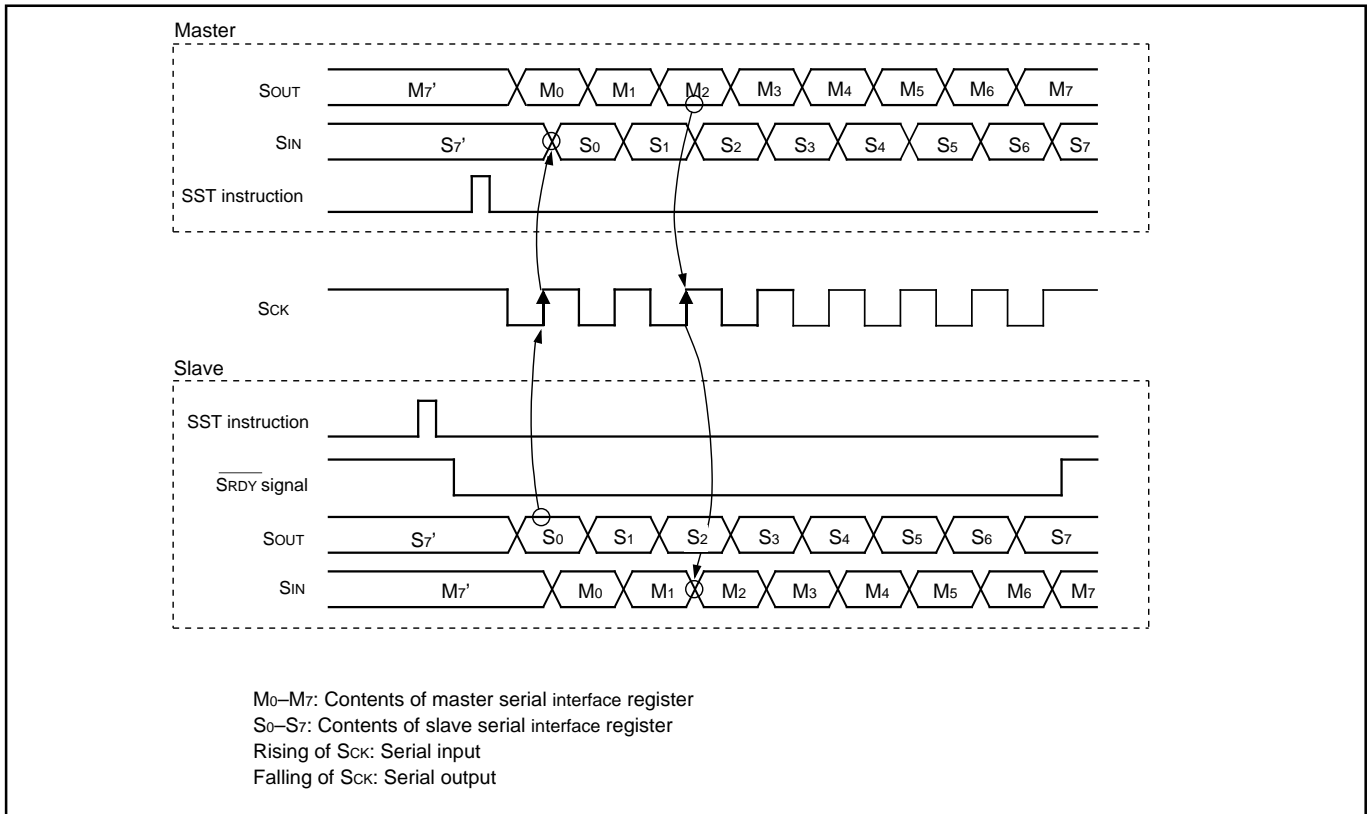 Master
SOUT M7' M0 M1 M2 M3 M4 M5 M6 M7
SIN S7' S0 S1 S2 S3 S4 S5 S6 S7
SST instruction
SCK
Slave
SST instruction
SRDY signal
SOUT S7' S0 S1 S2 S3 S4 S5 S6 S7
SIN M7' M0 M1 M2 M3 M4 M5 M6 M7
M0–M7: Contents of master serial interface register
S0–S7: Contents of slave serial interface register
Rising of SCK: Serial input
Falling of SCK: Serial output